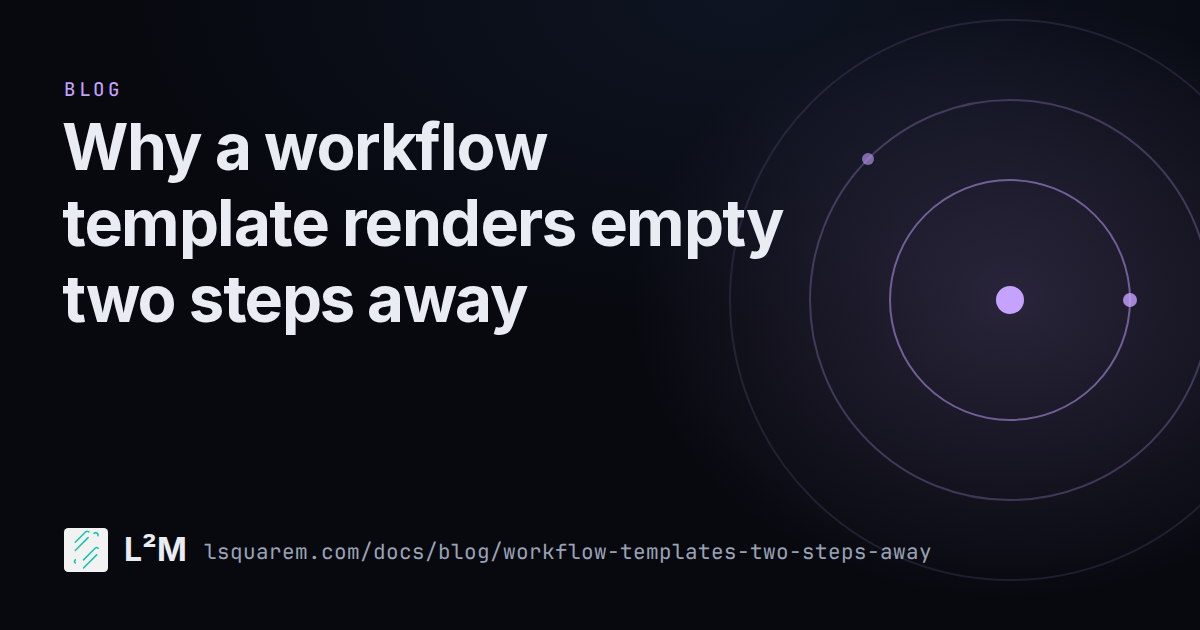 BLOG
Why a workflow
template renders empty
two steps away
L²M lsquarem.com/docs/blog/workflow-templates-two-steps-away